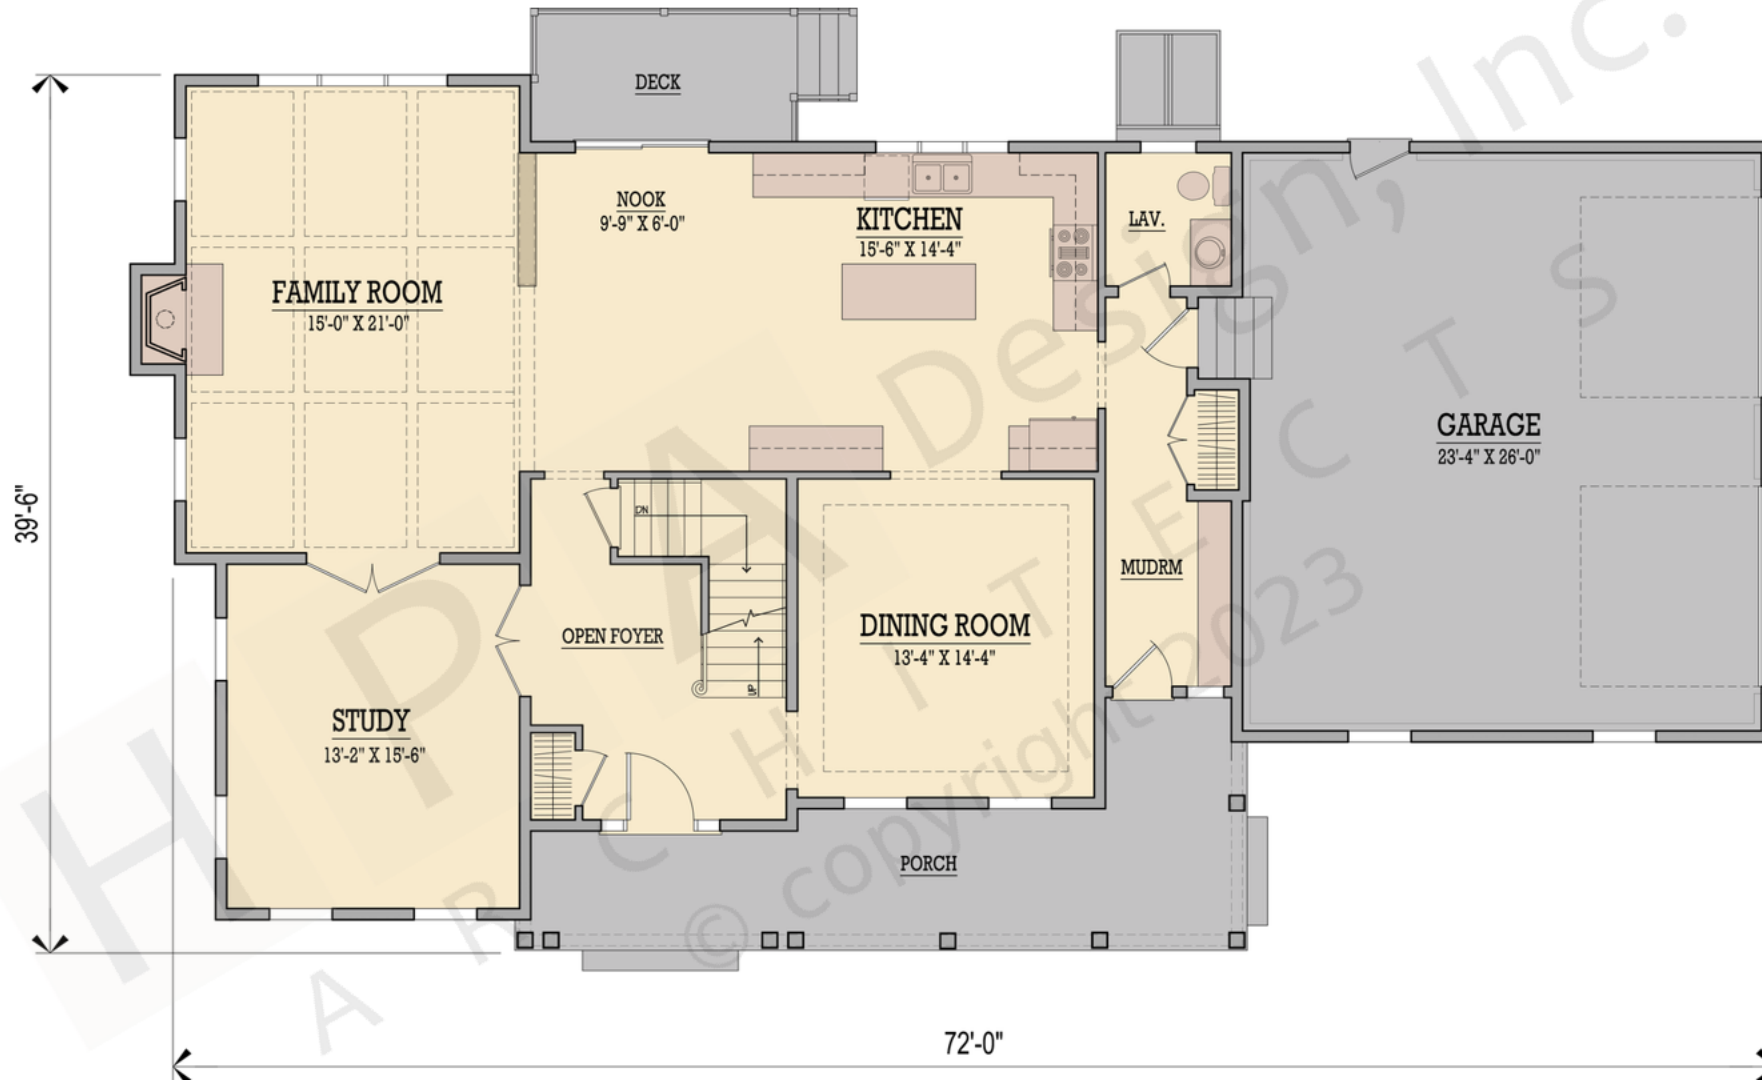 DECK
NOOK
9'-9" X 6'-0"
KITCHEN
15'-6" X 14'-4"
LAV.
FAMILY ROOM
15'-0" X 21'-0"
GARAGE
23'-4" X 26'-0"
39'-6"
DN
MUDRM
OPEN FOYER
DINING ROOM
13'-4" X 14'-4"
UP
STUDY
13'-2" X 15'-6"
PORCH
72'-0"
HPA Design, Inc.
ARCHITECTS
© copyright 2023